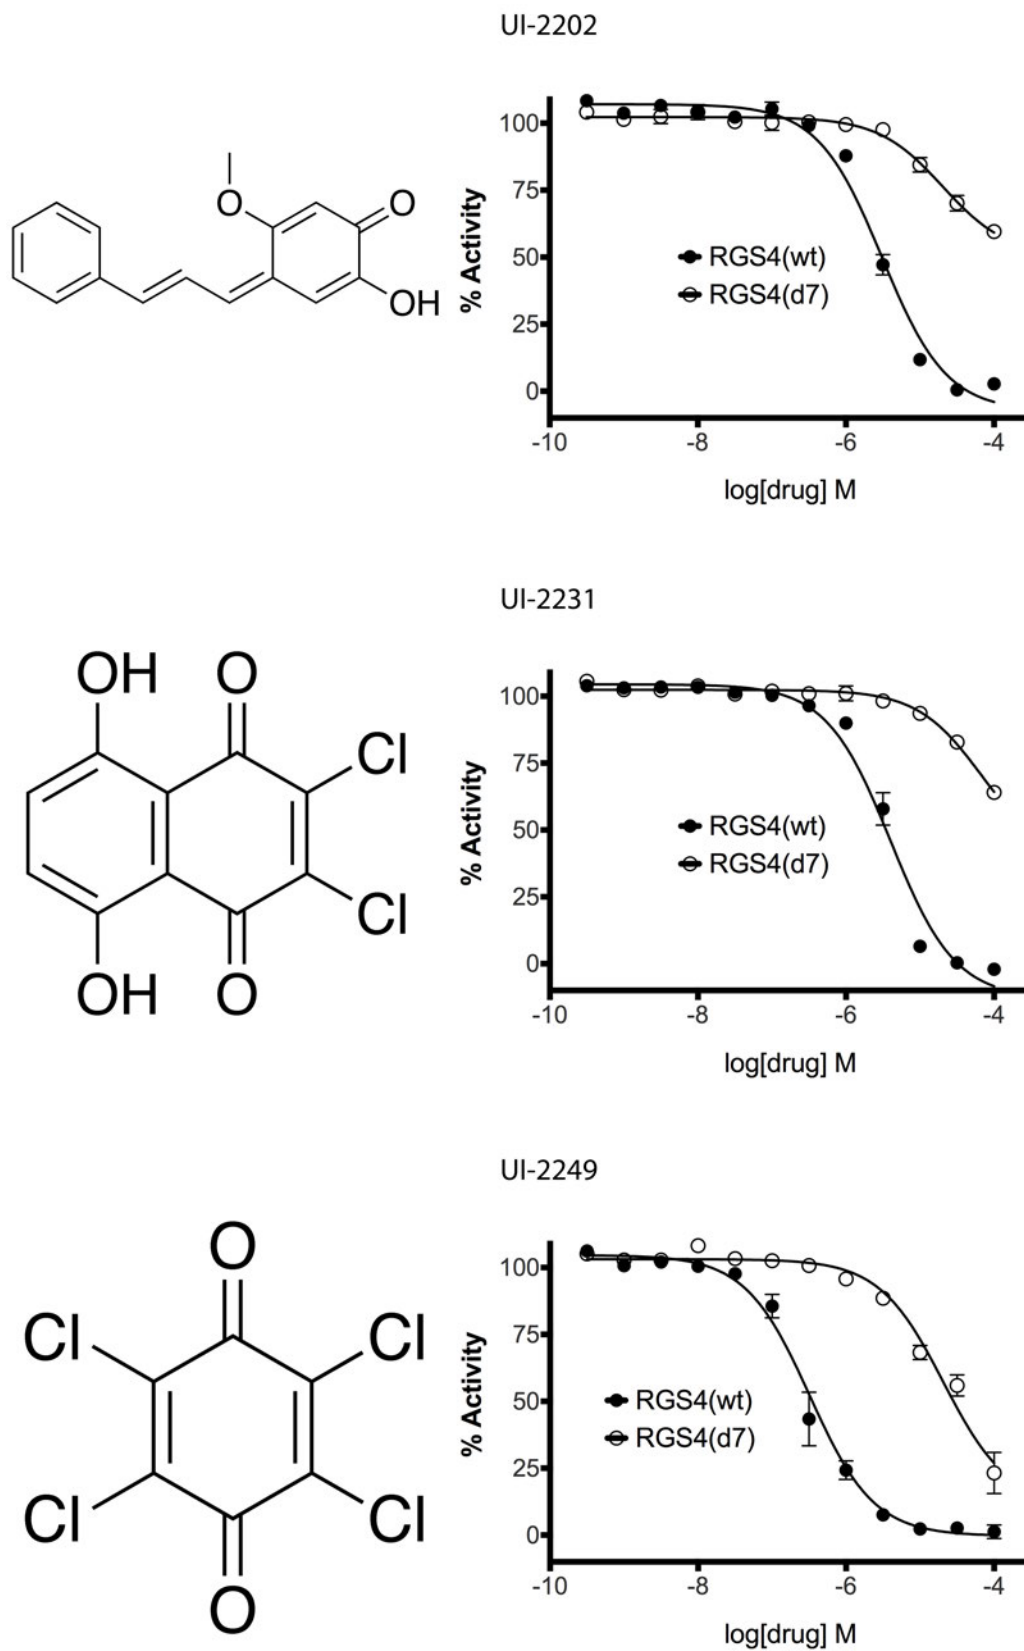 UI-2202
O
O
OH
% Activity
100
75
50
25
0
RGS4(wt)
RGS4(d7)
-10 -8 -6 -4
log[drug] M
UI-2231
OH O
Cl
Cl
OH O
% Activity
100
75
50
25
0
RGS4(wt)
RGS4(d7)
-10 -8 -6 -4
log[drug] M
UI-2249
O
Cl Cl
Cl Cl
O
% Activity
100
75
50
25
0
RGS4(wt)
RGS4(d7)
-10 -8 -6 -4
log[drug] M